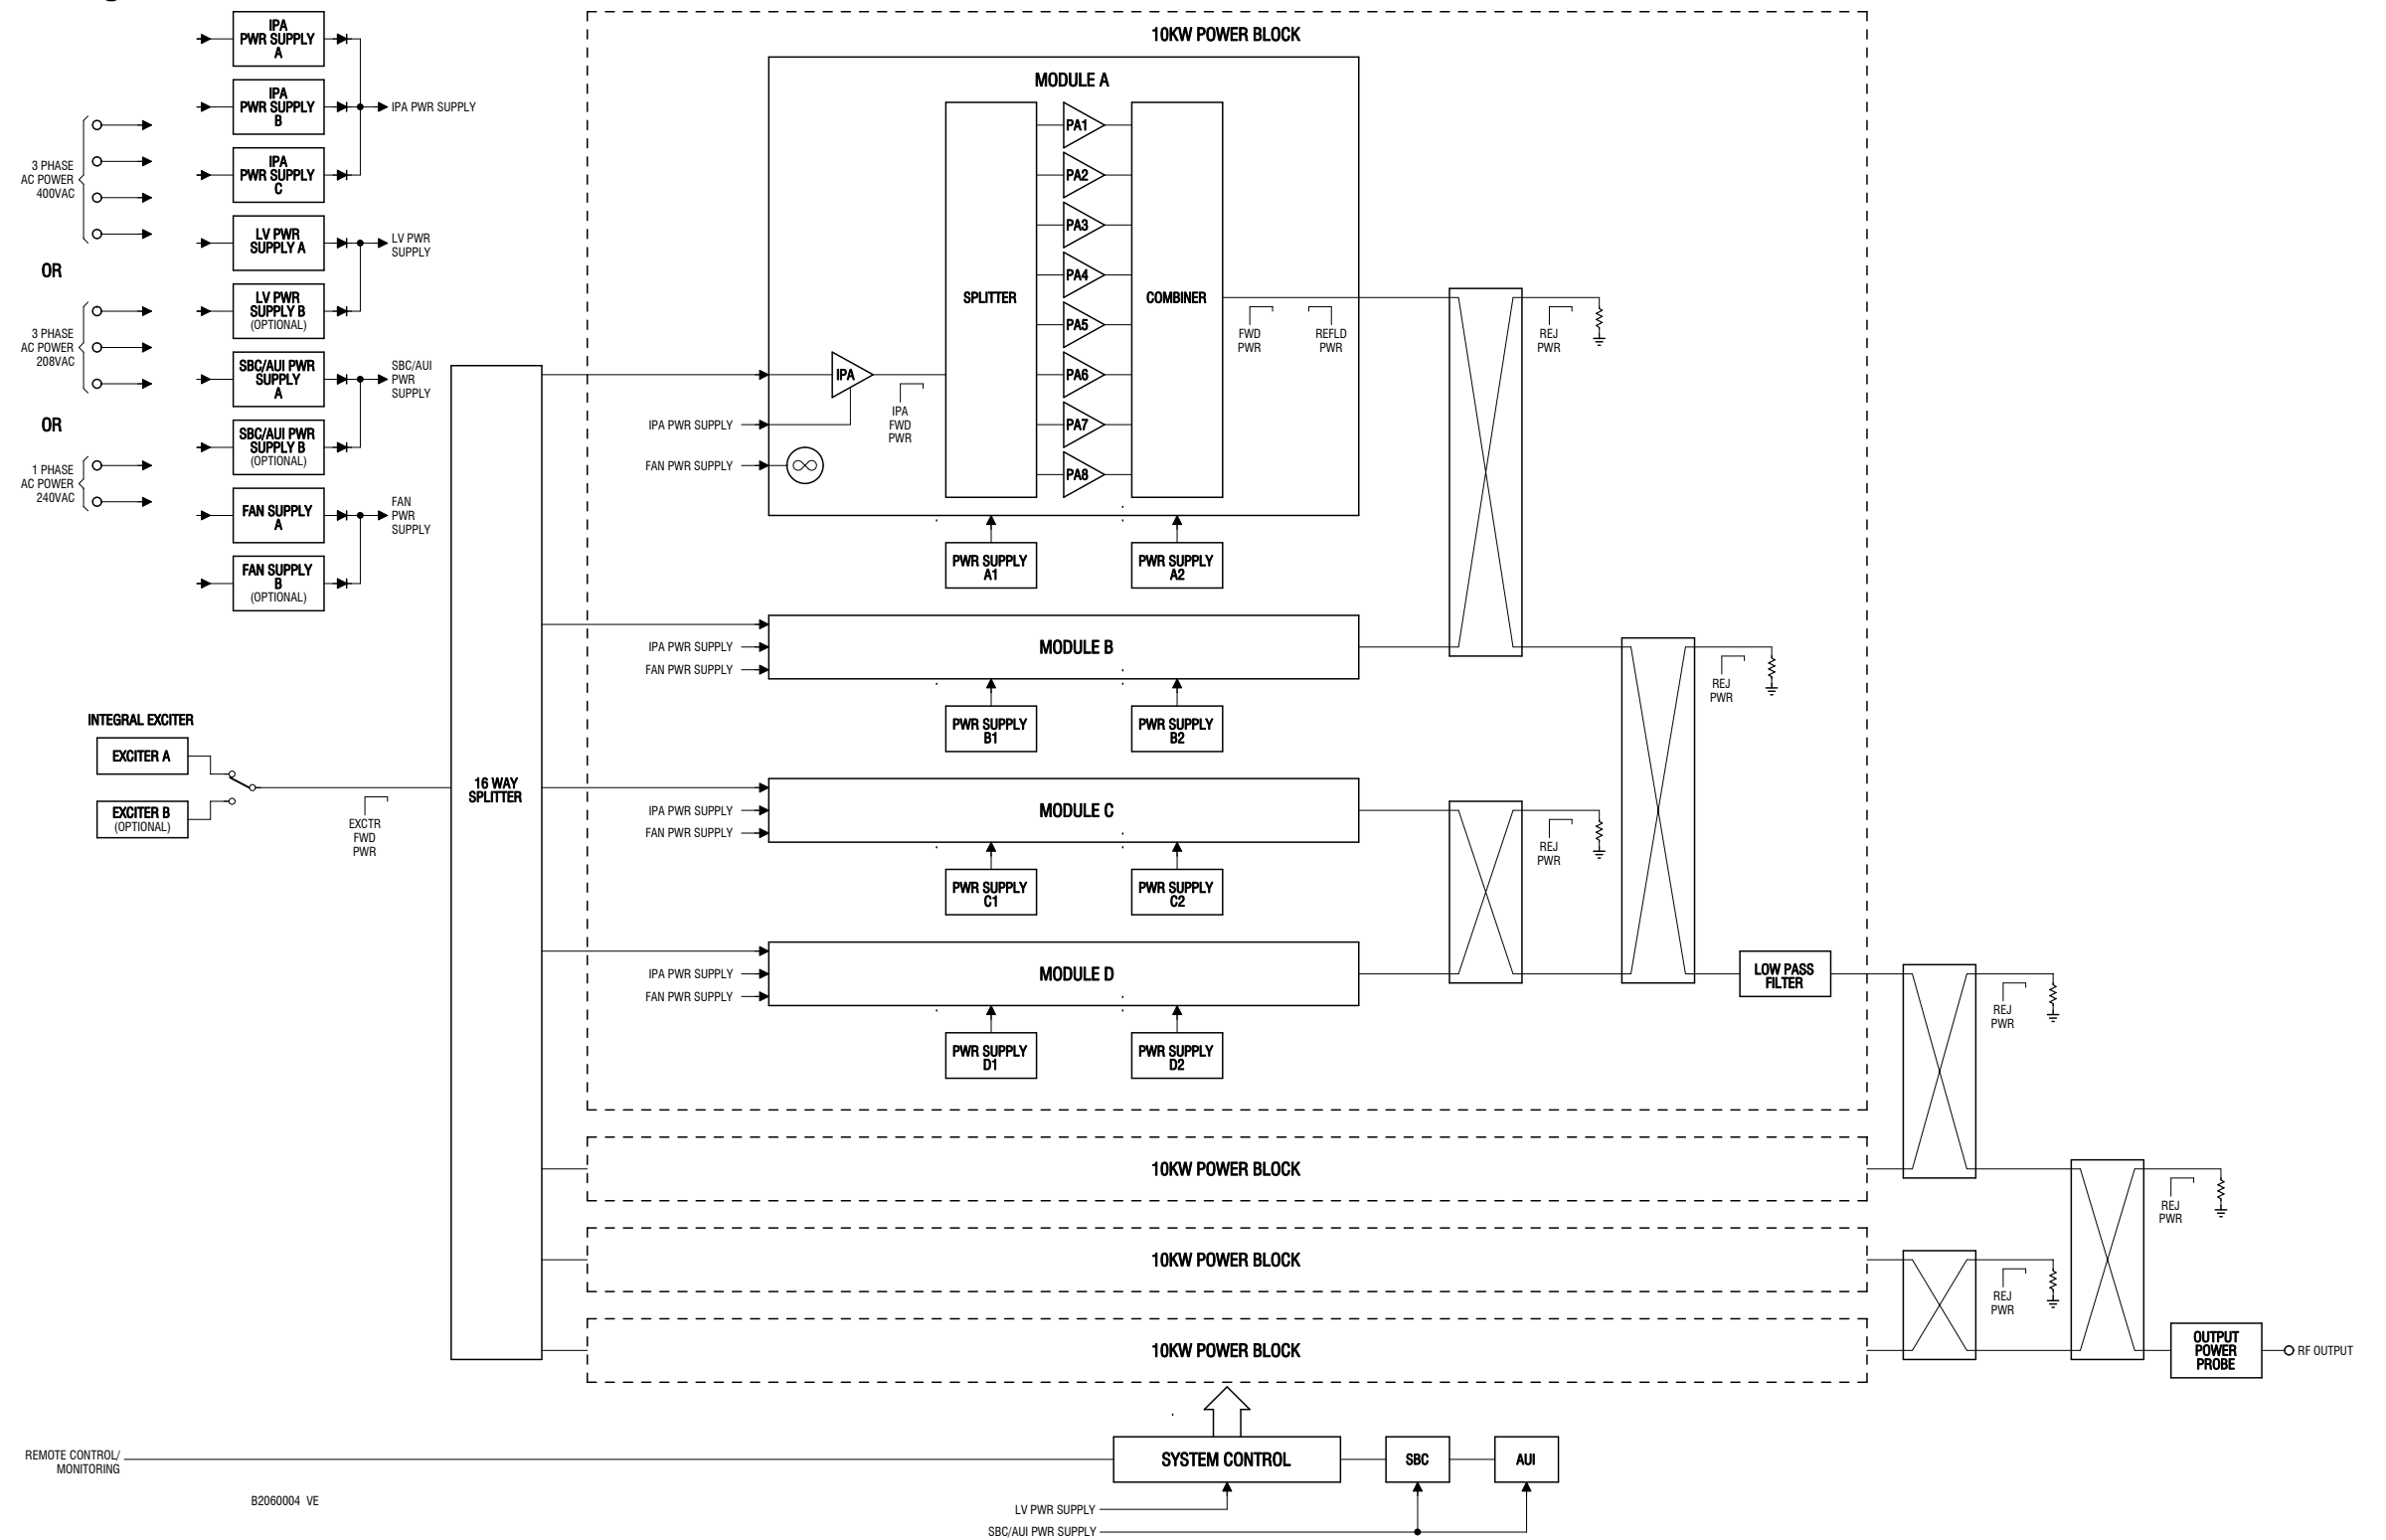 IPA
PWR SUPPLY
A
IPA
PWR SUPPLY
B
IPA PWR SUPPLY
IPA
PWR SUPPLY
C
3 PHASE
AC POWER
400VAC
LV PWR
SUPPLY A
LV PWR
SUPPLY
OR
LV PWR
SUPPLY B
(OPTIONAL)
3 PHASE
AC POWER
208VAC
SBC/AUI PWR
SUPPLY
A
SBC/AUI
PWR
SUPPLY
OR
SBC/AUI PWR
SUPPLY B
(OPTIONAL)
1 PHASE
AC POWER
240VAC
FAN SUPPLY
A
FAN
PWR
SUPPLY
FAN SUPPLY
B
(OPTIONAL)
INTEGRAL EXCITER
EXCITER A
EXCITER B
(OPTIONAL)
EXCTR
FWD
PWR
16 WAY
SPLITTER
10KW POWER BLOCK
MODULE A
SPLITTER
PA1
PA2
PA3
PA4
PA5
PA6
PA7
PA8
COMBINER
IPA
IPA
FWD
PWR
IPA PWR SUPPLY
FAN PWR SUPPLY
FWD
PWR
REFLD
PWR
REJ
PWR
PWR SUPPLY
A1
PWR SUPPLY
A2
MODULE B
IPA PWR SUPPLY
FAN PWR SUPPLY
REJ
PWR
PWR SUPPLY
B1
PWR SUPPLY
B2
MODULE C
IPA PWR SUPPLY
FAN PWR SUPPLY
REJ
PWR
PWR SUPPLY
C1
PWR SUPPLY
C2
MODULE D
IPA PWR SUPPLY
FAN PWR SUPPLY
LOW PASS
FILTER
REJ
PWR
PWR SUPPLY
D1
PWR SUPPLY
D2
10KW POWER BLOCK
REJ
PWR
10KW POWER BLOCK
REJ
PWR
10KW POWER BLOCK
OUTPUT
POWER
PROBE
RF OUTPUT
REMOTE CONTROL/
MONITORING
SYSTEM CONTROL
SBC
AUI
B2060004 VE
LV PWR SUPPLY
SBC/AUI PWR SUPPLY